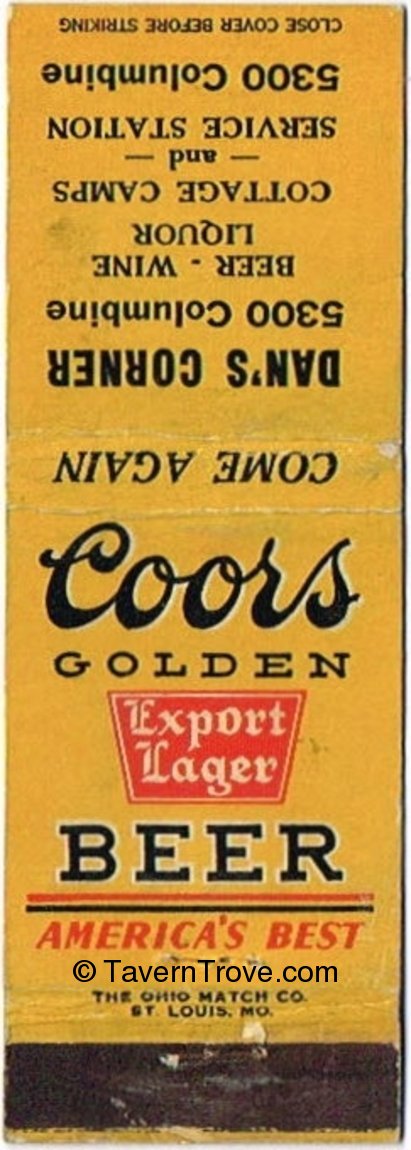 CLOSE COVER BEFORE STRIKING
5300 Columbine
SERVICE STATION
— and —
COTTAGE CAMPS
LIQUOR
BEER - WINE
5300 Columbine
DAN'S CORNER
COME AGAIN
Coors
GOLDEN
Export
Lager
BEER
AMERICA'S BEST
© TavernTrove.com
THE OHIO MATCH CO.
ST. LOUIS, MO.